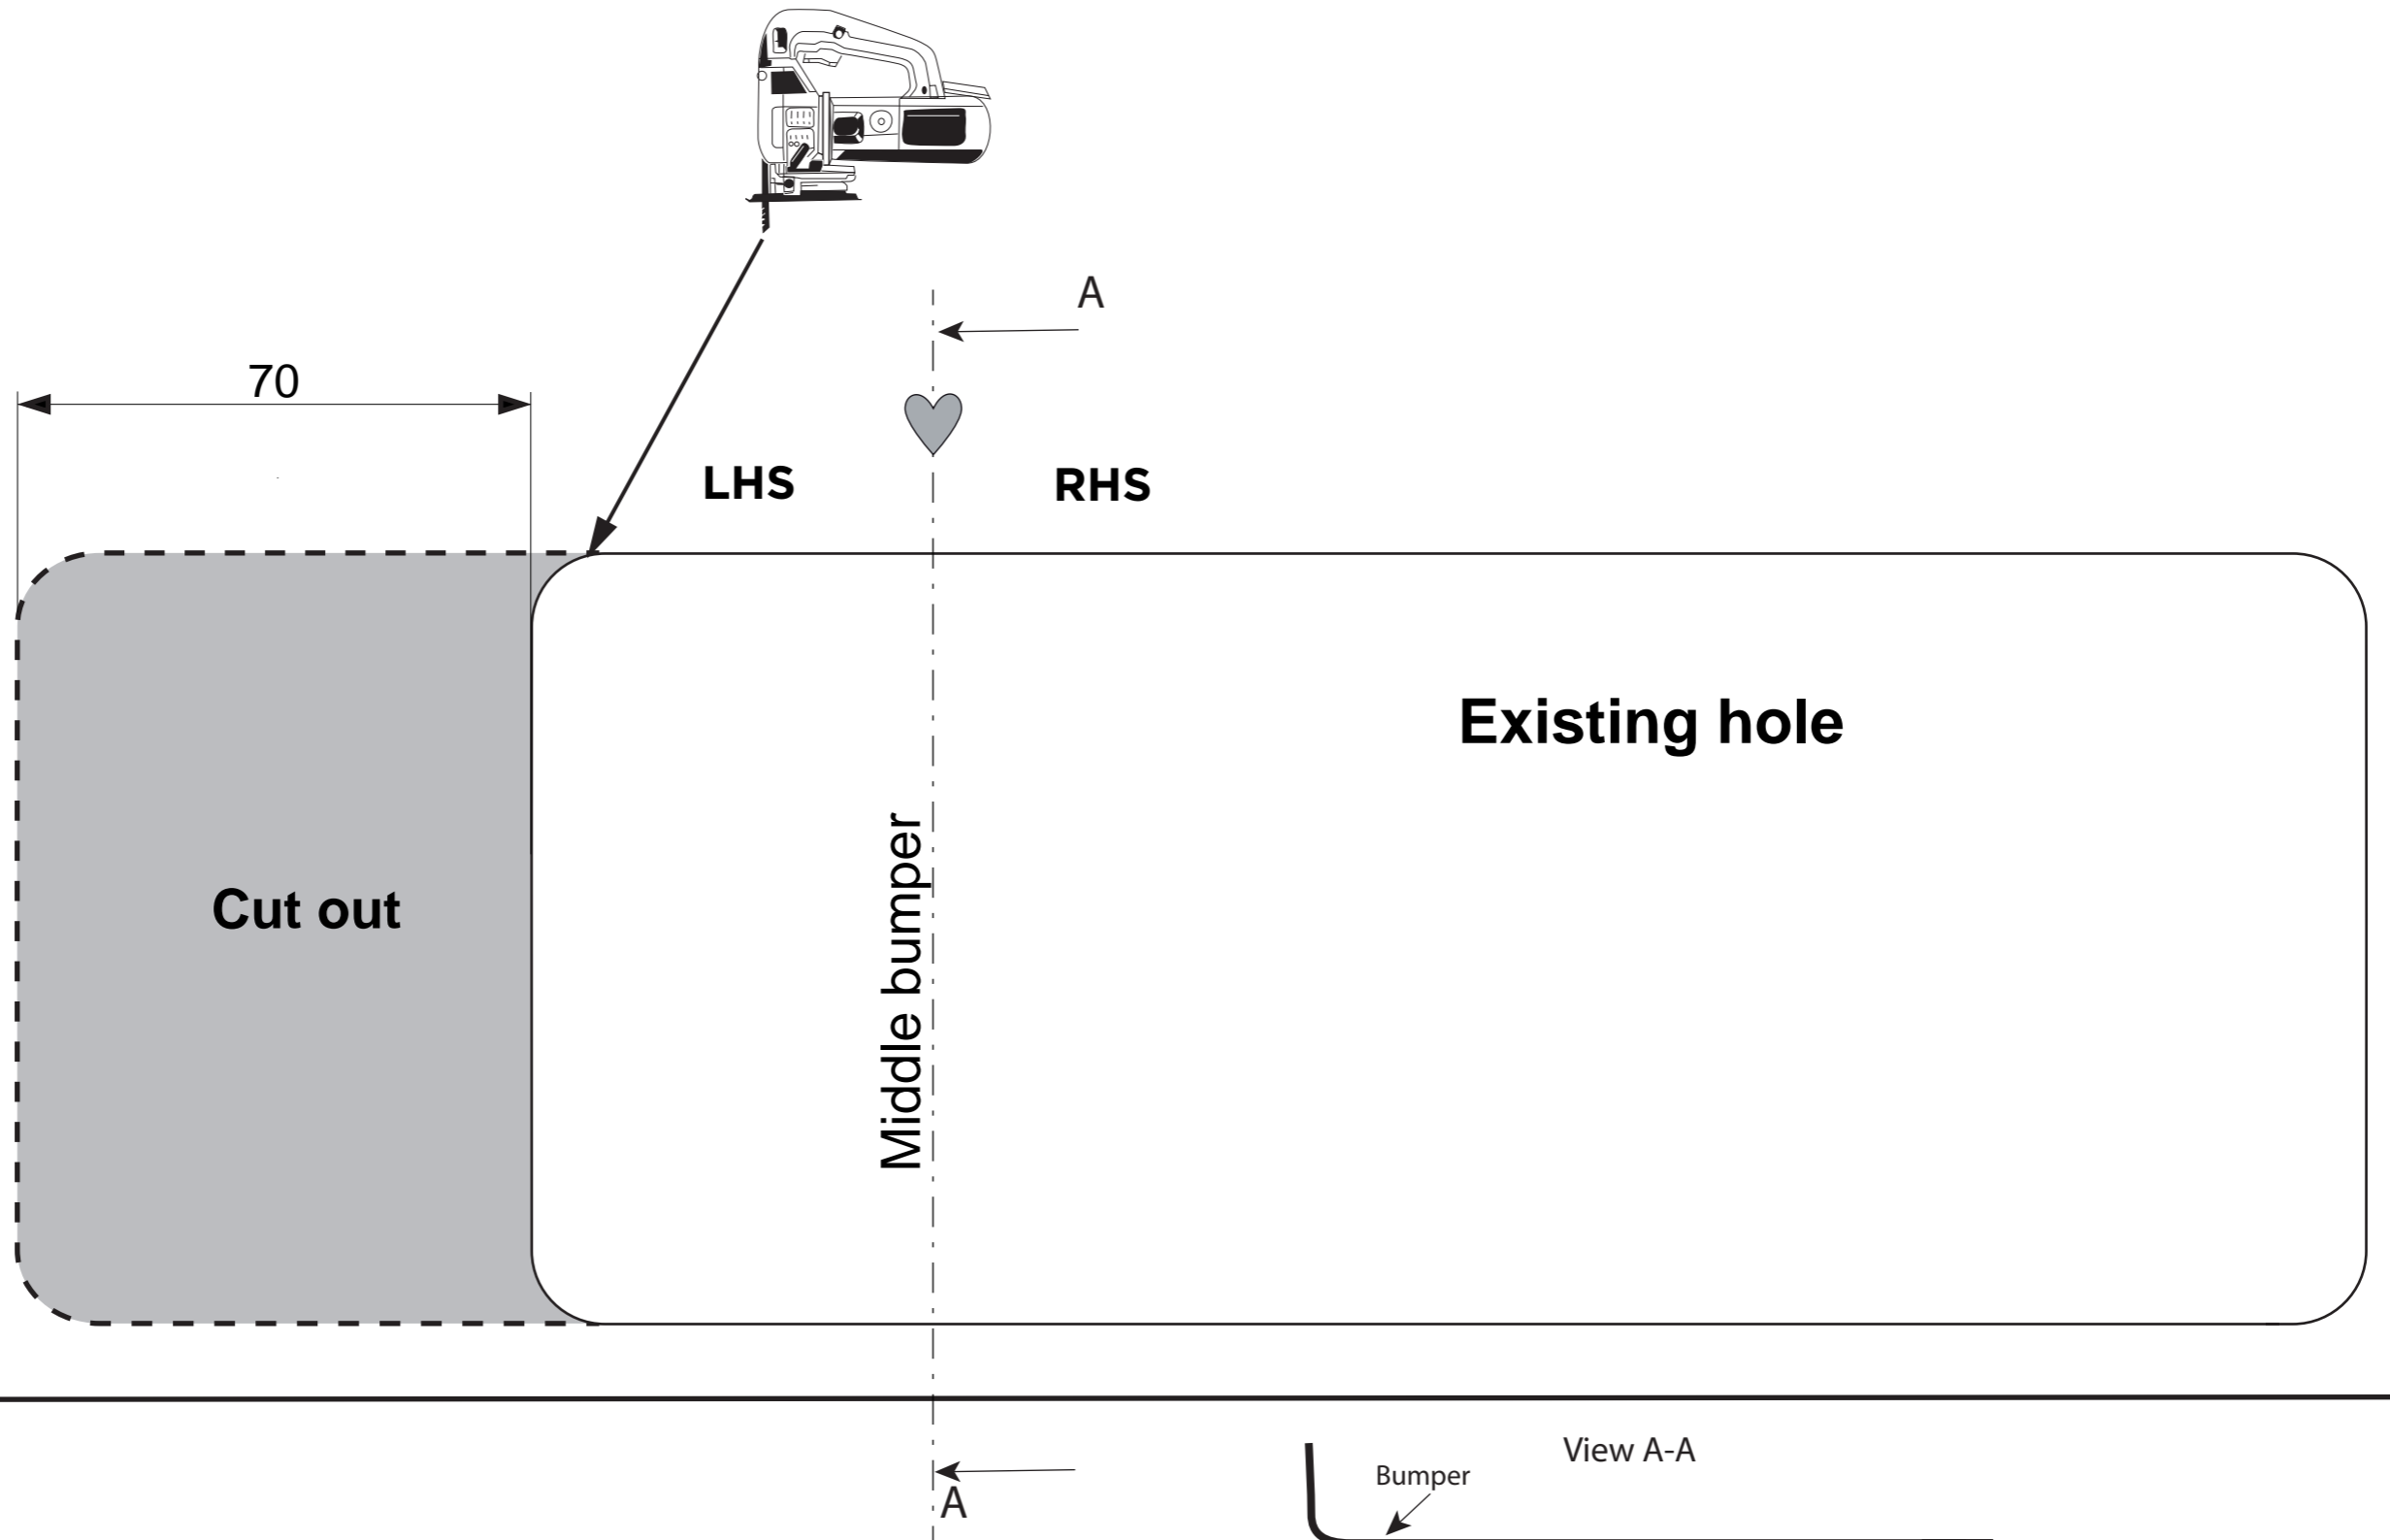 A
70
LHS
RHS
Existing hole
Cut out
Middle bumper
View A-A
Bumper
A